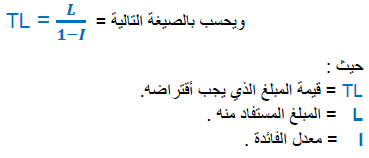 ويحسب بالصيغة التالية = TL = L / 1−I
حيث :
TL = قيمة المبلغ الذي يجب أقتراضه.
L = المبلغ المستفاد منه .
I = معدل الفائدة .